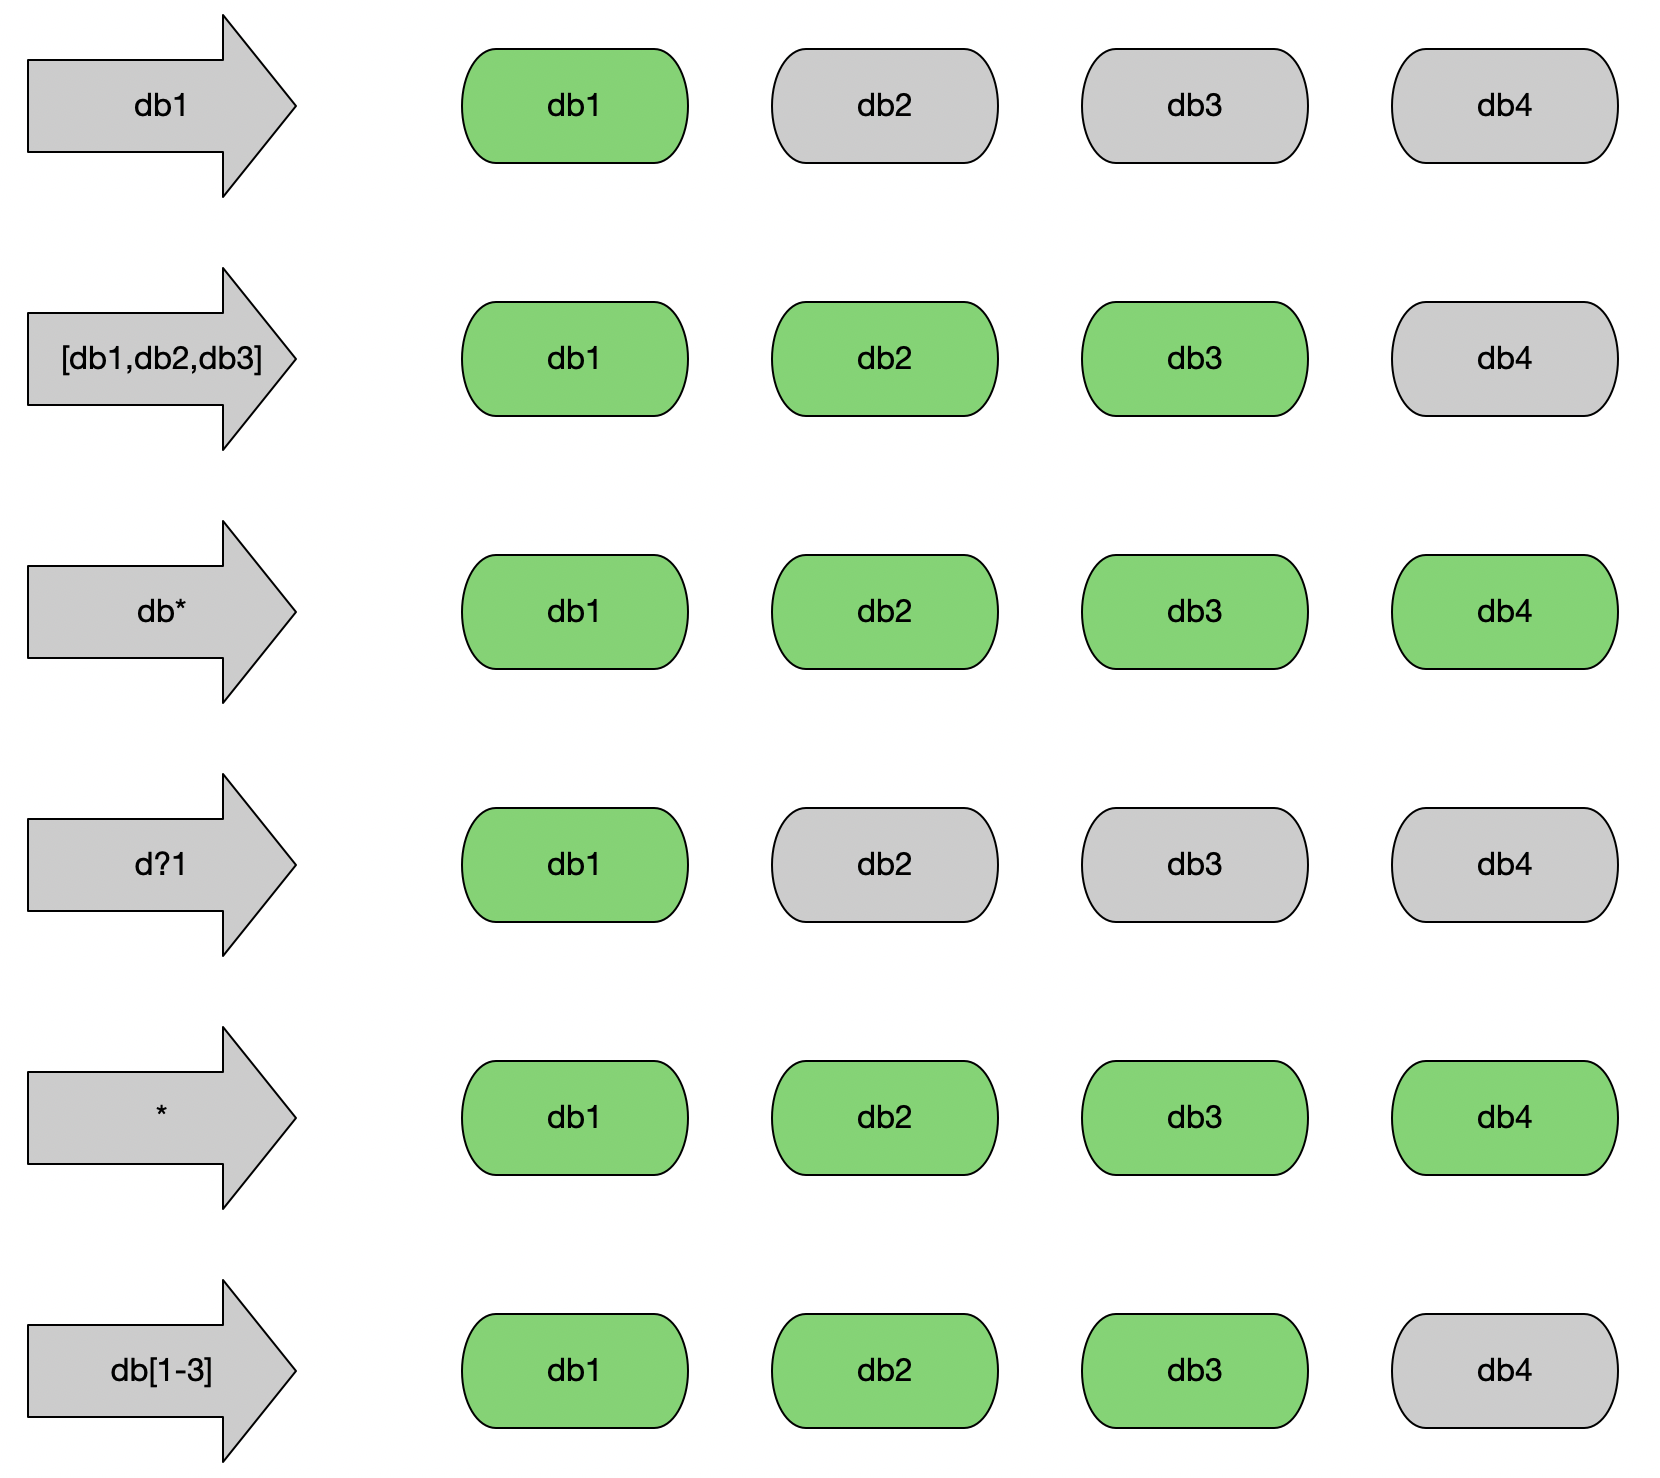 db1 db1 db2 db3 db4
[db1,db2,db3] db1 db2 db3 db4
db* db1 db2 db3 db4
d?1 db1 db2 db3 db4
* db1 db2 db3 db4
db[1-3] db1 db2 db3 db4